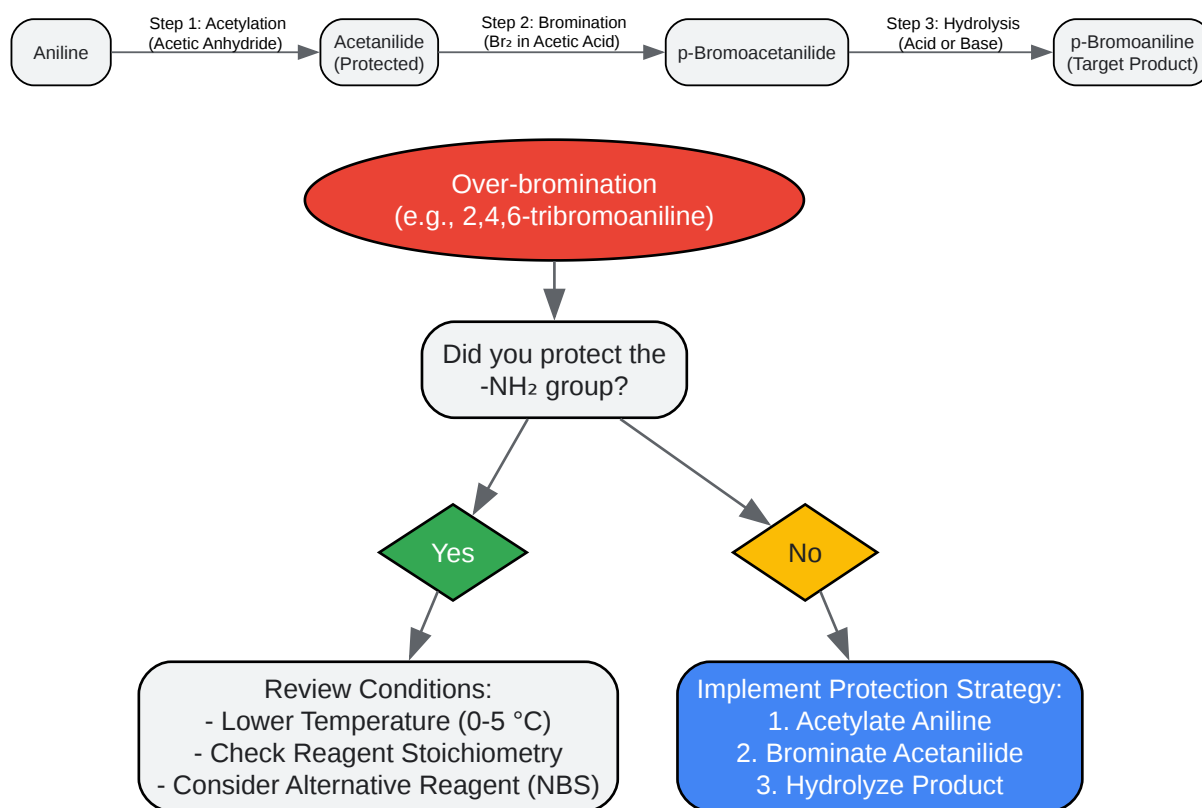 Aniline
Step 1: Acetylation
(Acetic Anhydride)
Acetanilide
(Protected)
Step 2: Bromination
(Br₂ in Acetic Acid)
p-Bromoacetanilide
Step 3: Hydrolysis
(Acid or Base)
p-Bromoaniline
(Target Product)
Over-bromination
(e.g., 2,4,6-tribromoaniline)
Did you protect the
-NH₂ group?
Yes
No
Review Conditions:
- Lower Temperature (0-5 °C)
- Check Reagent Stoichiometry
- Consider Alternative Reagent (NBS)
Implement Protection Strategy:
1. Acetylate Aniline
2. Brominate Acetanilide
3. Hydrolyze Product